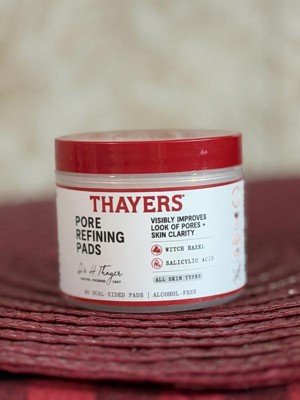 THAYERS
PORE
REFINING
PADS
VISIBLY IMPROVES
LOOK OF PORES +
SKIN CLARITY
WITCH HAZEL
SALICYLIC ACID
ALL SKIN TYPES
DUAL-SIDED PADS | ALCOHOL-FREE